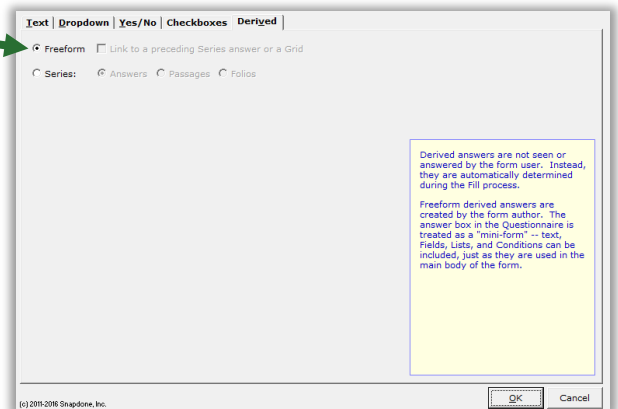 Text | Dropdown | Yes/No | Checkboxes | Derived
Freeform Link to a preceding Series answer or a Grid
Series: Answers Passages Folios
Derived answers are not seen or
answered by the form user. Instead,
they are automatically determined
during the Fill process.
Freeform derived answers are
created by the form author. The
answer box in the Questionnaire is
treated as a "mini-form" -- text,
Fields, Lists, and Conditions can be
included, just as they are used in the
main body of the form.
(c) 2011-2016 Snapdone, Inc.
OK Cancel